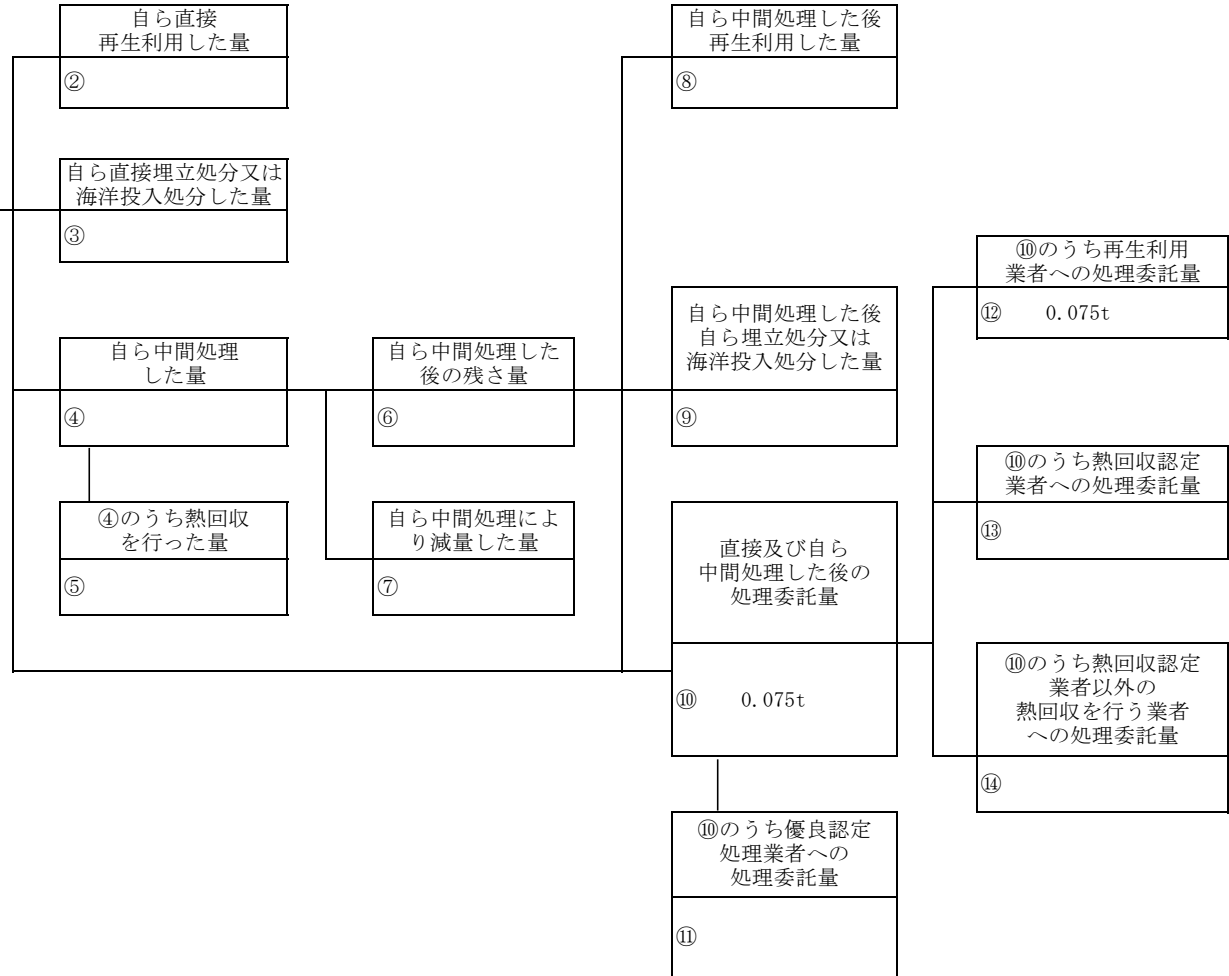 自ら直接
再生利用した量
②
自ら直接埋立処分又は
海洋投入処分した量
③
自ら中間処理
した量
④
④のうち熱回収
を行った量
⑤
自ら中間処理した
後の残さ量
⑥
自ら中間処理によ
り減量した量
⑦
自ら中間処理した後
再生利用した量
⑧
自ら中間処理した後
自ら埋立処分又は
海洋投入処分した量
⑨
直接及び自ら
中間処理した後の
処理委託量
⑩ 0.075t
⑩のうち優良認定
処理業者への
処理委託量
⑪
⑩のうち再生利用
業者への処理委託量
⑫ 0.075t
⑩のうち熱回収認定
業者への処理委託量
⑬
⑩のうち熱回収認定
業者以外の
熱回収を行う業者
への処理委託量
⑭